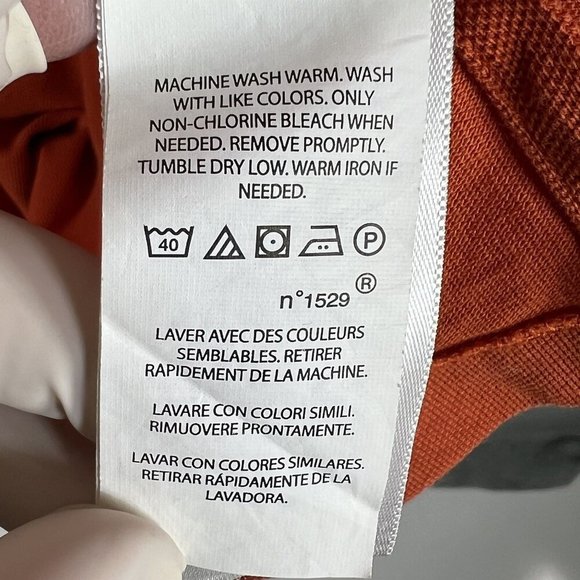 MACHINE WASH WARM. WASH
WITH LIKE COLORS. ONLY
NON-CHLORINE BLEACH WHEN
NEEDED. REMOVE PROMPTLY.
TUMBLE DRY LOW. WARM IRON IF
NEEDED.
40 P
n°1529 ®
LAVER AVEC DES COULEURS
SEMBLABLES. RETIRER
RAPIDEMENT DE LA MACHINE.
LAVARE CON COLORI SIMILI.
RIMUOVERE PRONTAMENTE.
LAVAR CON COLORES SIMILARES.
RETIRAR RÁPIDAMENTE DE LA
LAVADORA.